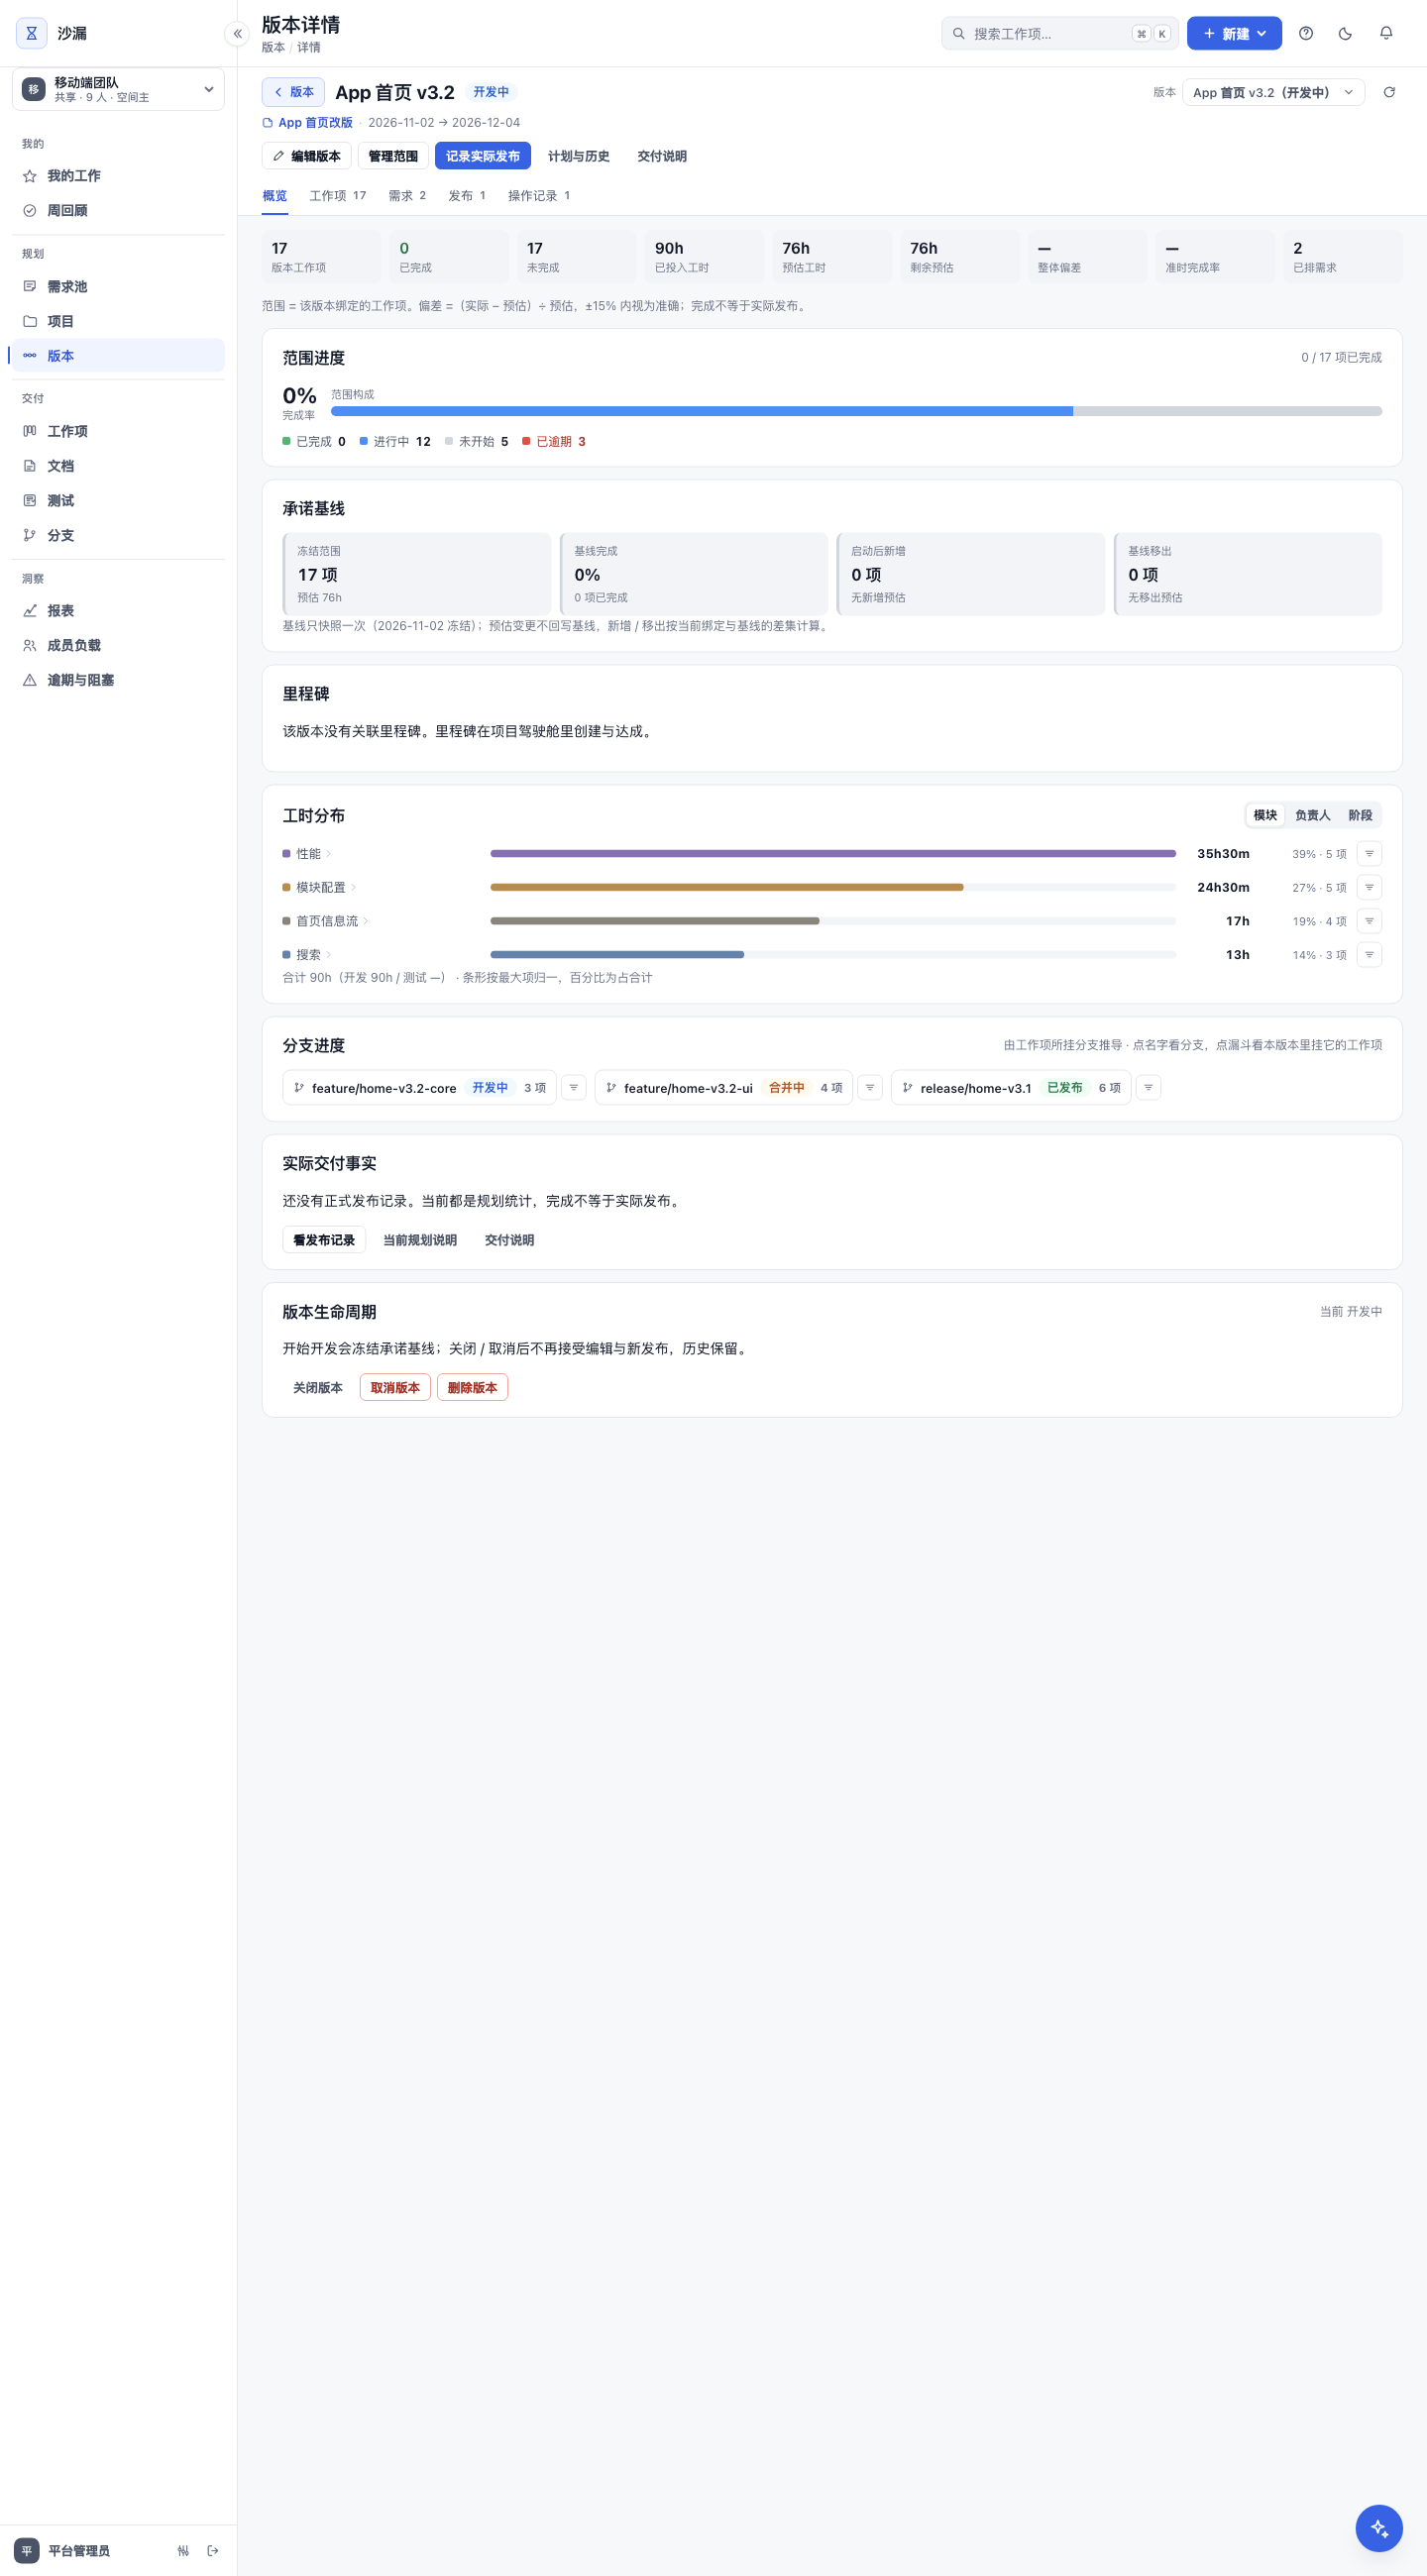 沙漏
版本详情
版本 / 详情
搜索工作项... ⌘ K
+ 新建
移 移动端团队
共享 · 9 人 · 空间主
我的
我的工作
周回顾
规划
需求池
项目
版本
交付
工作项
文档
测试
分支
洞察
报表
成员负载
逾期与阻塞
平 平台管理员
版本 App 首页 v3.2 开发中
版本 App 首页 v3.2（开发中）
App 首页改版 · 2026-11-02 → 2026-12-04
编辑版本 管理范围 记录实际发布 计划与历史 交付说明
概览 工作项 17 需求 2 发布 1 操作记录 1
17 0 17 90h 76h 76h — — 2
版本工作项 已完成 未完成 已投入工时 预估工时 剩余预估 整体偏差 准时完成率 已排需求
范围 = 该版本绑定的工作项。偏差 =（实际 − 预估）÷ 预估，±15% 内视为准确；完成不等于实际发布。
范围进度 0 / 17 项已完成
0% 范围构成
完成率
已完成 0 进行中 12 未开始 5 已逾期 3
承诺基线
冻结范围 基线完成 启动后新增 基线移出
17 项 0% 0 项 0 项
预估 76h 0 项已完成 无新增预估 无移出预估
基线只快照一次（2026-11-02 冻结）；预估变更不回写基线，新增 / 移出按当前绑定与基线的差集计算。
里程碑
该版本没有关联里程碑。里程碑在项目驾驶舱里创建与达成。
工时分布 模块 负责人 阶段
性能 35h30m 39% · 5 项
模块配置 24h30m 27% · 5 项
首页信息流 17h 19% · 4 项
搜索 13h 14% · 3 项
合计 90h（开发 90h / 测试 —） · 条形按最大项归一，百分比为占合计
分支进度 由工作项所挂分支推导 · 点名字看分支，点漏斗看本版本里挂它的工作项
feature/home-v3.2-core 开发中 3 项 feature/home-v3.2-ui 合并中 4 项 release/home-v3.1 已发布 6 项
实际交付事实
还没有正式发布记录。当前都是规划统计，完成不等于实际发布。
看发布记录 当前规划说明 交付说明
版本生命周期 当前 开发中
开始开发会冻结承诺基线；关闭 / 取消后不再接受编辑与新发布，历史保留。
关闭版本 取消版本 删除版本